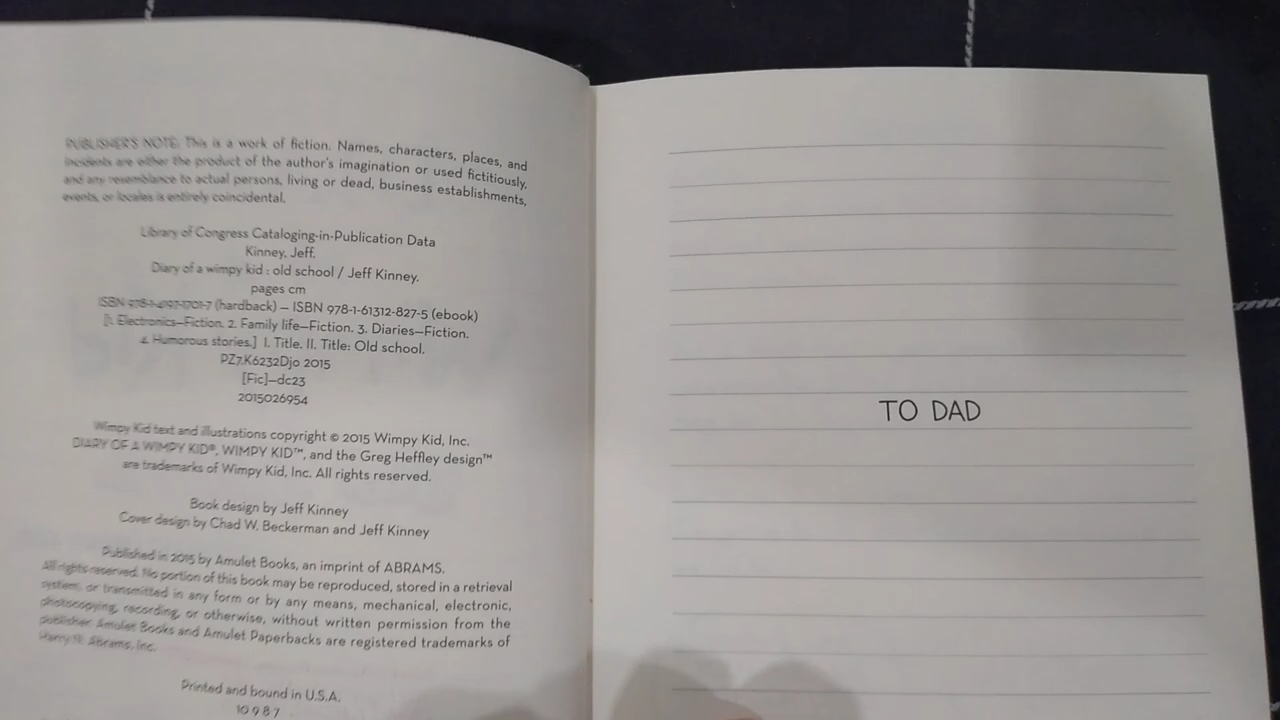 PUBLISHER'S NOTE: This is a work of fiction. Names, characters, places, and
incidents are either the product of the author's imagination or used fictitiously,
and any resemblance to actual persons, living or dead, business establishments,
events, or locales is entirely coincidental.
Library of Congress Cataloging-in-Publication Data
Kinney, Jeff.
Diary of a wimpy kid : old school / Jeff Kinney.
pages cm
ISBN 978-1-4197-1701-7 (hardback) — ISBN 978-1-61312-827-5 (ebook)
[1. Electronics—Fiction. 2. Family life—Fiction. 3. Diaries—Fiction.
4. Humorous stories.] I. Title. II. Title: Old school.
PZ7.K6232Djo 2015
[Fic]—dc23
2015026954
Wimpy Kid text and illustrations copyright © 2015 Wimpy Kid, Inc.
DIARY OF A WIMPY KID®, WIMPY KID™, and the Greg Heffley design™
are trademarks of Wimpy Kid, Inc. All rights reserved.
Book design by Jeff Kinney
Cover design by Chad W. Beckerman and Jeff Kinney
Published in 2015 by Amulet Books, an imprint of ABRAMS.
All rights reserved. No portion of this book may be reproduced, stored in a retrieval
system, or transmitted in any form or by any means, mechanical, electronic,
photocopying, recording, or otherwise, without written permission from the
publisher. Amulet Books and Amulet Paperbacks are registered trademarks of
Harry N. Abrams, Inc.
Printed and bound in U.S.A.
10 9 8 7
TO DAD